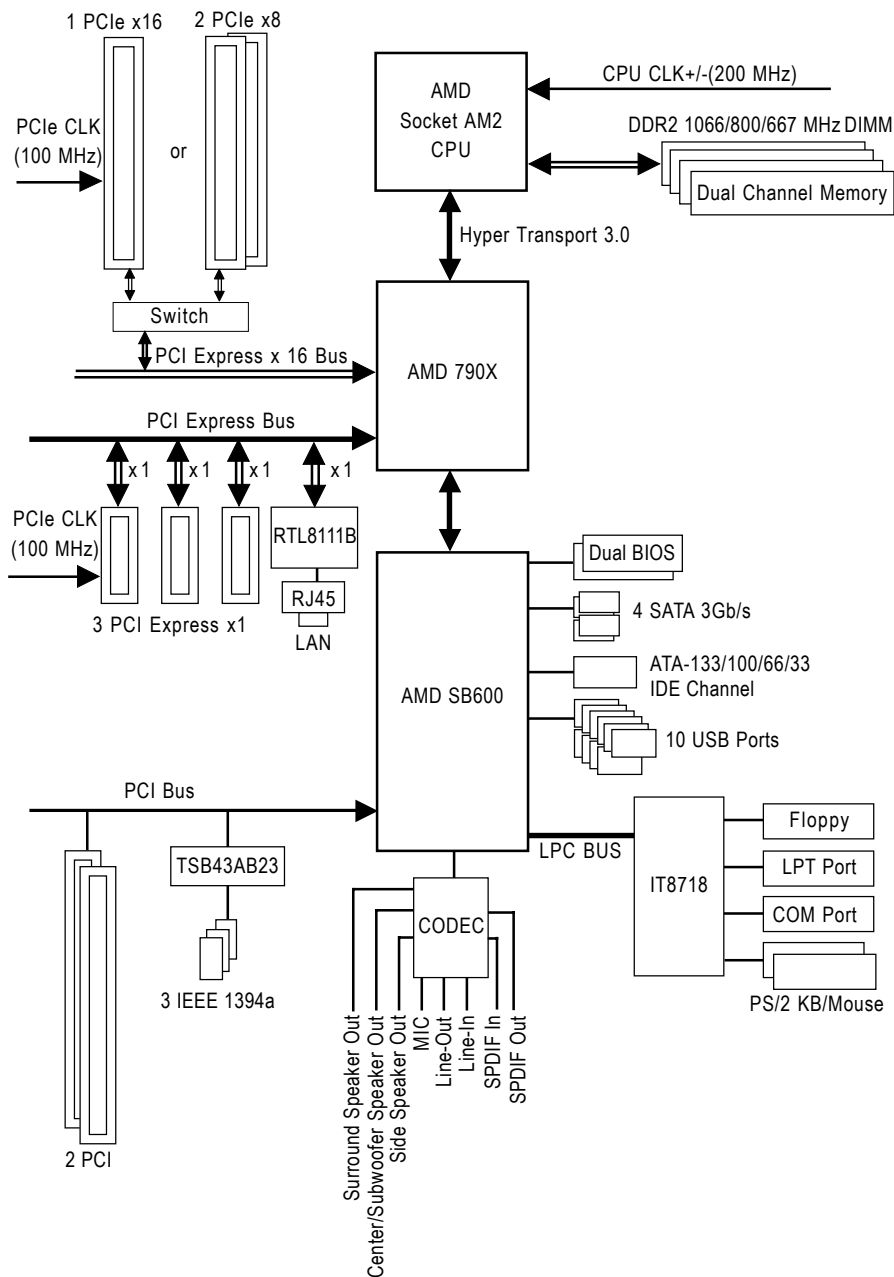 1 PCIe x16
2 PCIe x8
PCIe CLK
(100 MHz)
or
Switch
PCI Express x 16 Bus
AMD
Socket AM2
CPU
CPU CLK+/-(200 MHz)
DDR2 1066/800/667 MHz DIMM
Dual Channel Memory
Hyper Transport 3.0
AMD 790X
PCI Express Bus
x1
x1
x1
x1
PCIe CLK
(100 MHz)
3 PCI Express x1
RTL8111B
RJ45
LAN
AMD SB600
Dual BIOS
4 SATA 3Gb/s
ATA-133/100/66/33
IDE Channel
10 USB Ports
PCI Bus
TSB43AB23
3 IEEE 1394a
2 PCI
LPC BUS
IT8718
Floppy
LPT Port
COM Port
PS/2 KB/Mouse
CODEC
Surround Speaker Out
Center/Subwoofer Speaker Out
Side Speaker Out
MIC
Line-Out
Line-In
SPDIF In
SPDIF Out